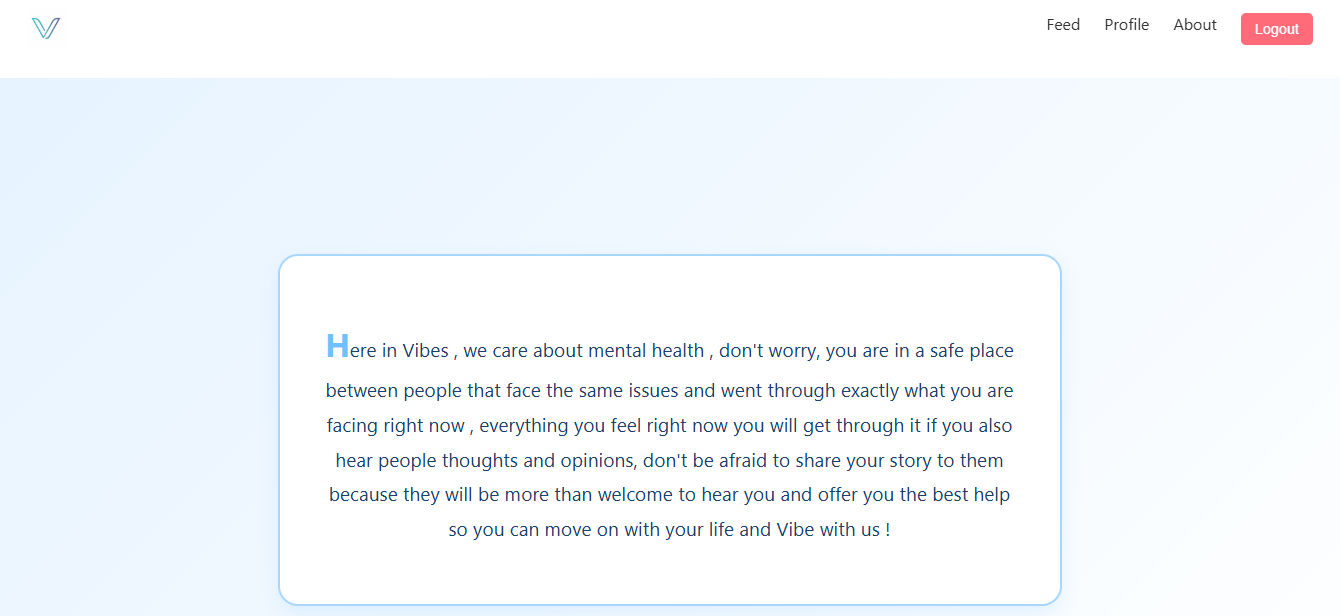 Feed Profile About Logout
Here in Vibes , we care about mental health , don't worry, you are in a safe place
between people that face the same issues and went through exactly what you are
facing right now , everything you feel right now you will get through it if you also
hear people thoughts and opinions, don't be afraid to share your story to them
because they will be more than welcome to hear you and offer you the best help
so you can move on with your life and Vibe with us !